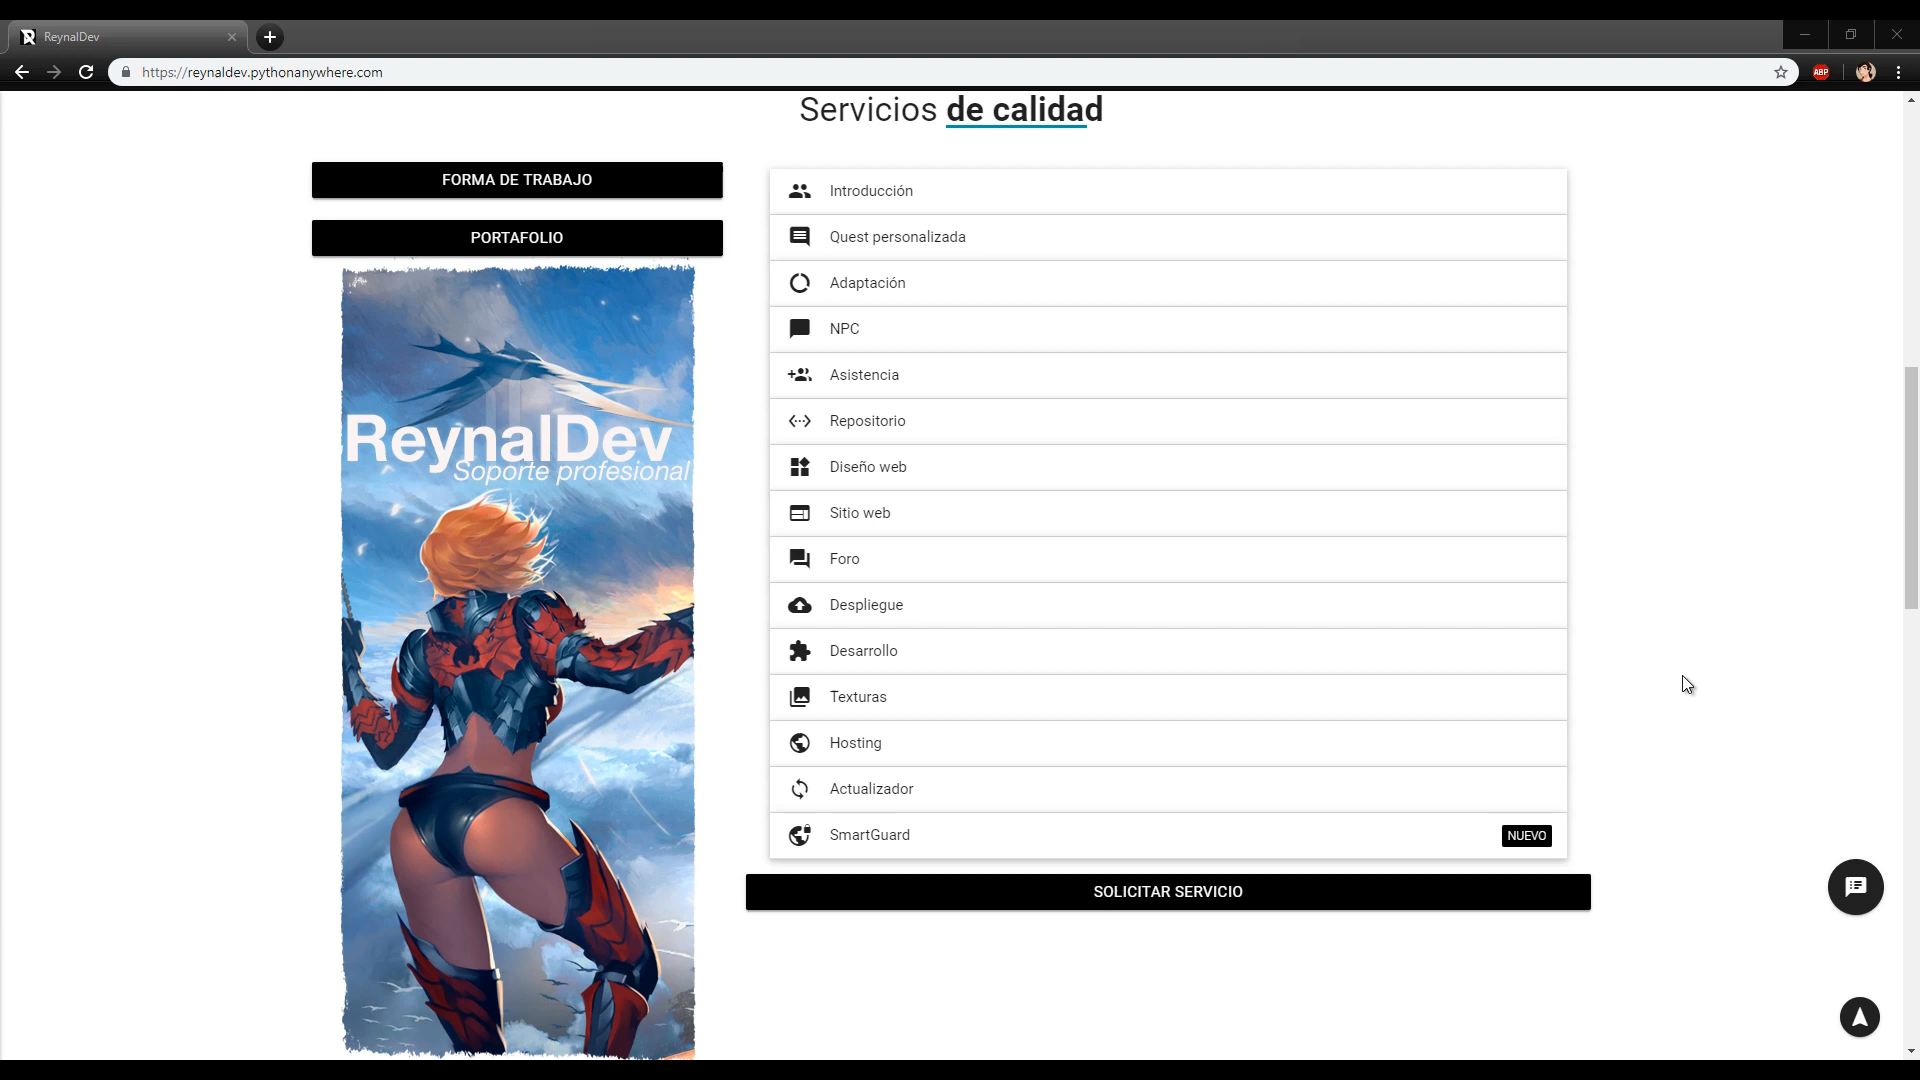 ReynalDev
https://reynaldev.pythonanywhere.com
ABP
Servicios de calidad
FORMA DE TRABAJO
PORTAFOLIO
ReynalDev
Soporte profesional
Introducción
Quest personalizada
Adaptación
NPC
Asistencia
Repositorio
Diseño web
Sitio web
Foro
Despliegue
Desarrollo
Texturas
Hosting
Actualizador
SmartGuard
NUEVO
SOLICITAR SERVICIO